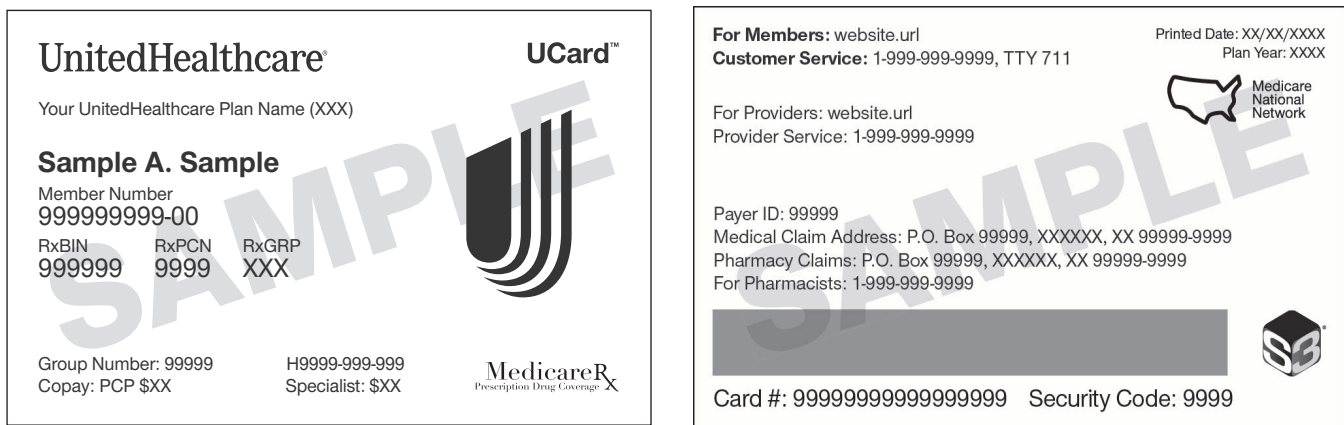 UnitedHealthcare®
UCard™
Your UnitedHealthcare Plan Name (XXX)
Sample A. Sample
Member Number
999999999-00
RxBIN RxPCN RxGRP
999999 9999 XXX
Group Number: 99999 H9999-999-999
Copay: PCP $XX Specialist: $XX
MedicareRx
Prescription Drug Coverage
SAMPLE
For Members: website.url
Customer Service: 1-999-999-9999, TTY 711
Printed Date: XX/XX/XXXX
Plan Year: XXXX
Medicare
National
Network
For Providers: website.url
Provider Service: 1-999-999-9999
Payer ID: 99999
Medical Claim Address: P.O. Box 99999, XXXXXX, XX 99999-9999
Pharmacy Claims: P.O. Box 99999, XXXXXX, XX 99999-9999
For Pharmacists: 1-999-999-9999
S3
Card #: 99999999999999999 Security Code: 9999
SAMPLE